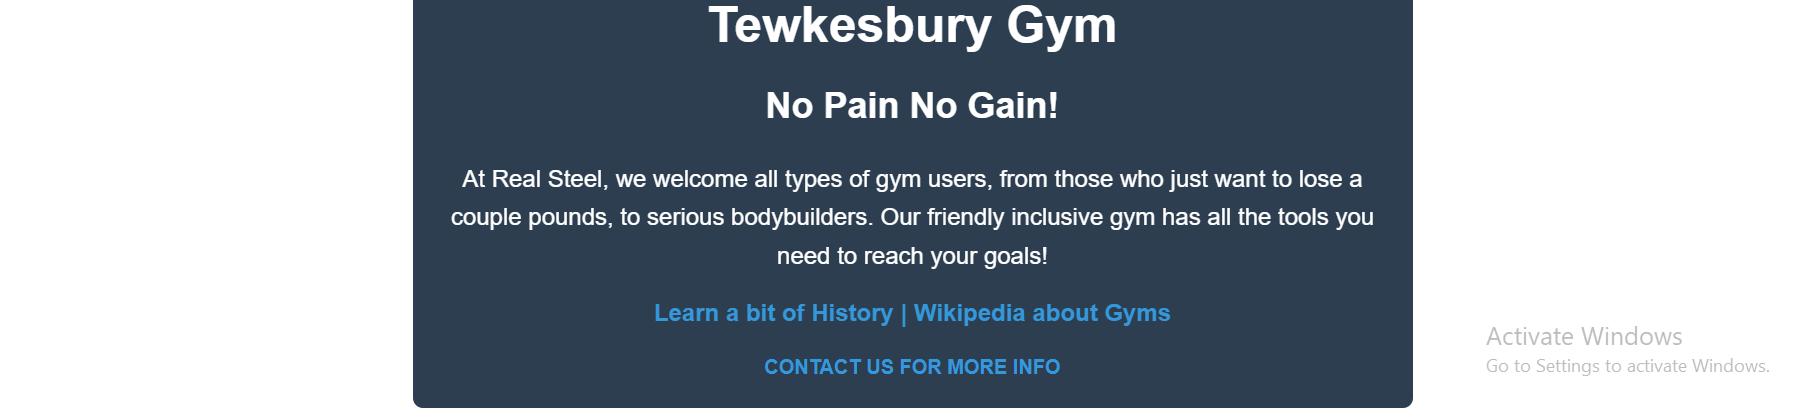 Tewkesbury Gym
No Pain No Gain!
At Real Steel, we welcome all types of gym users, from those who just want to lose a
couple pounds, to serious bodybuilders. Our friendly inclusive gym has all the tools you
need to reach your goals!
Learn a bit of History | Wikipedia about Gyms
CONTACT US FOR MORE INFO
Activate Windows
Go to Settings to activate Windows.